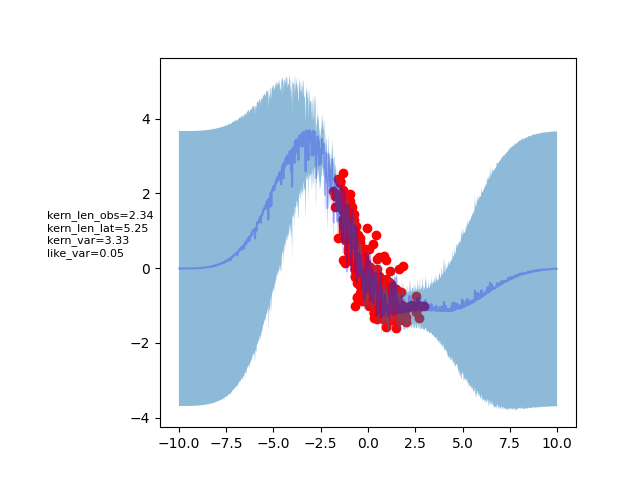 4
2
0
−2
−4
kern_len_obs=2.34
kern_len_lat=5.25
kern_var=3.33
like_var=0.05
−10.0 −7.5 −5.0 −2.5 0.0 2.5 5.0 7.5 10.0